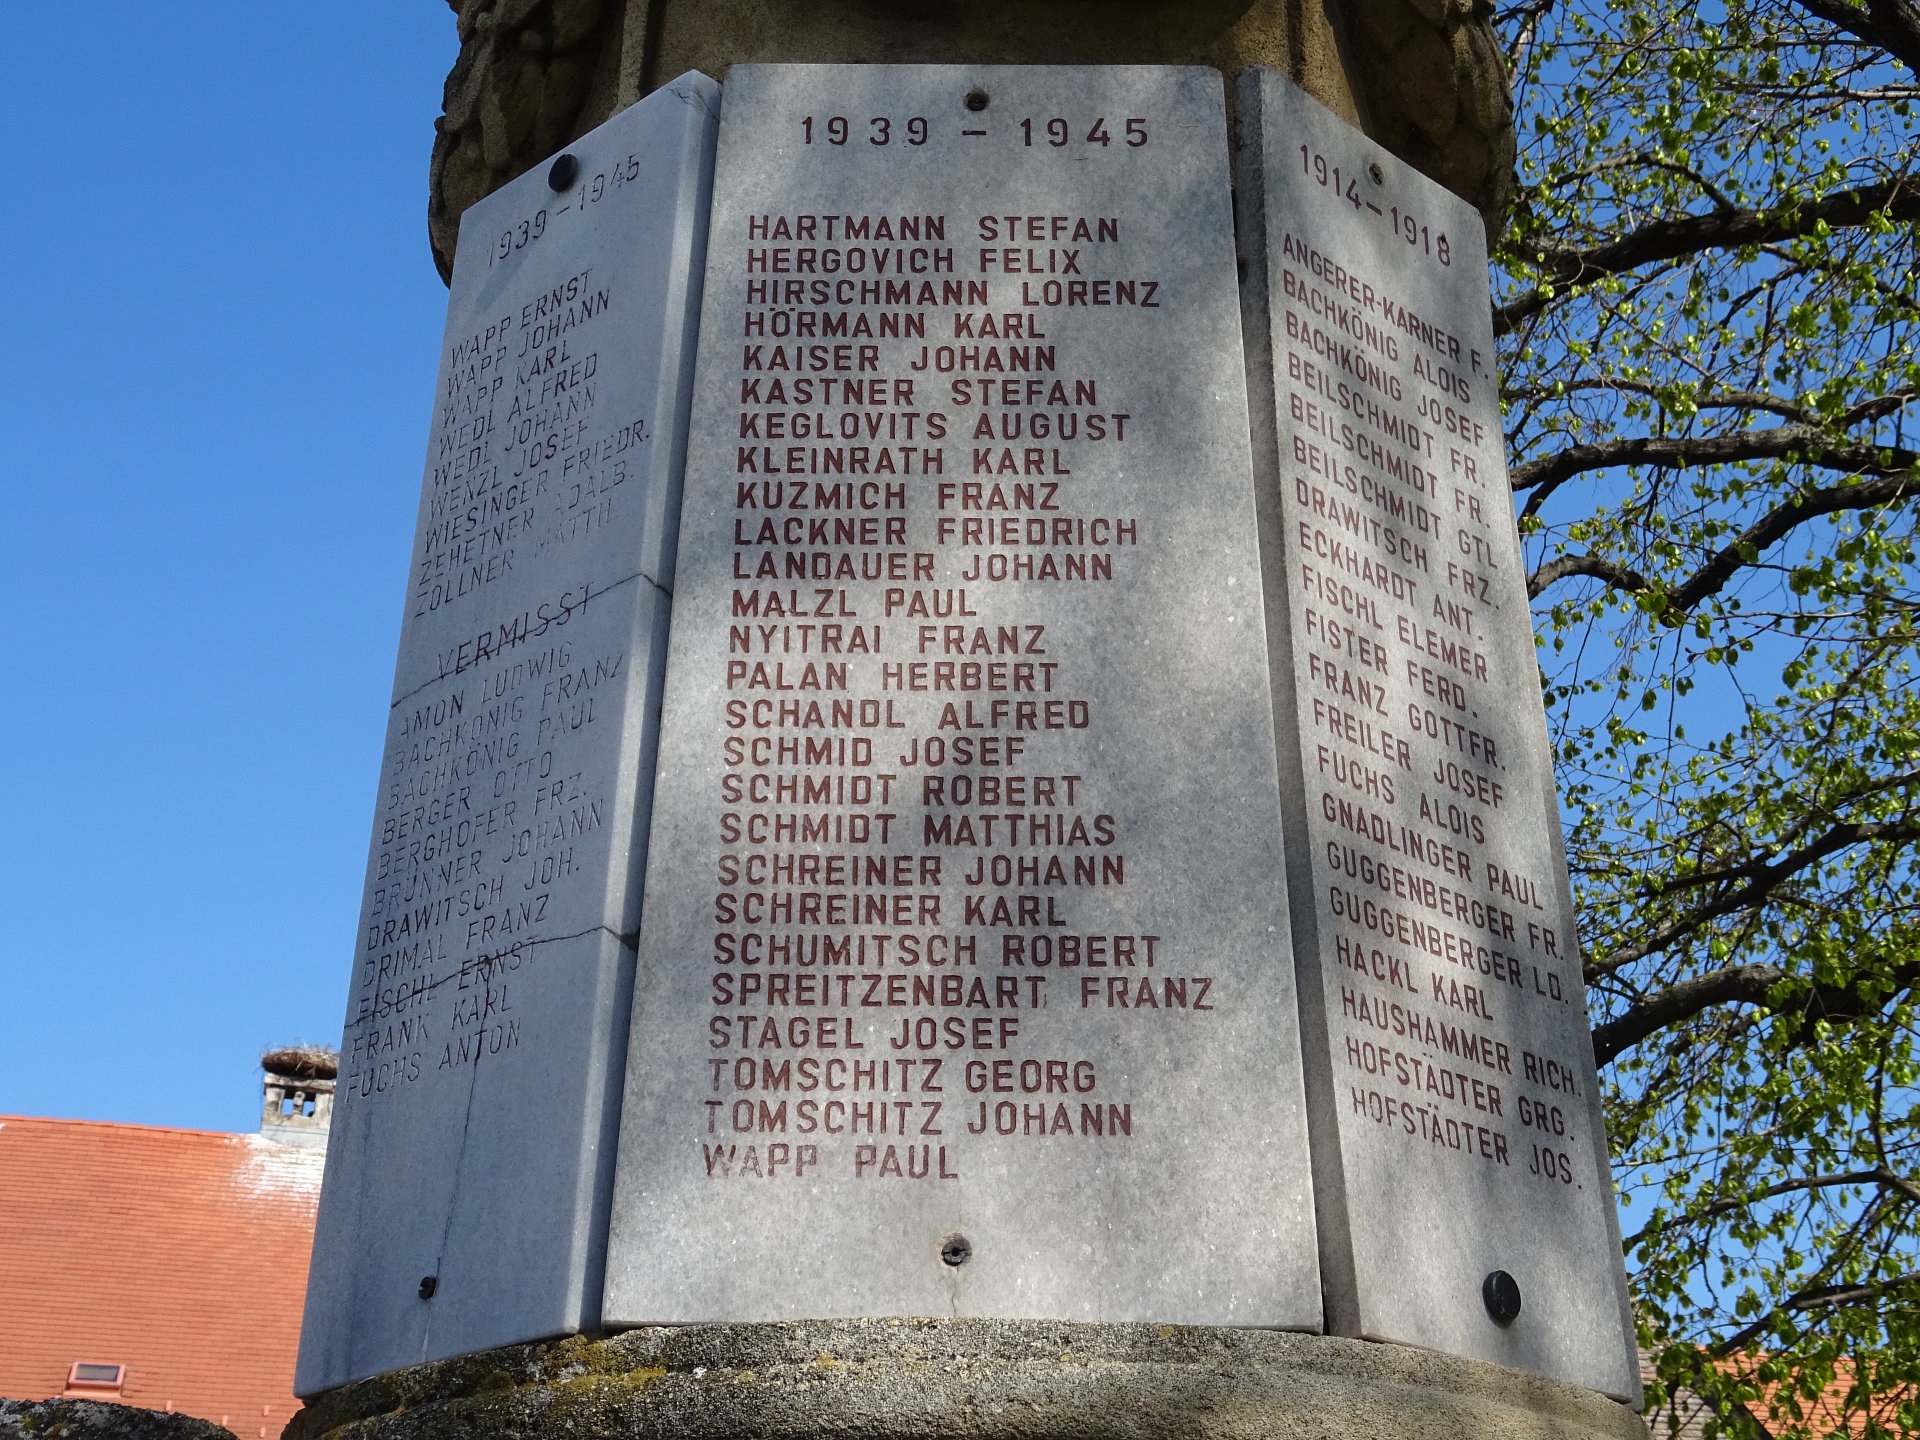 1939 - 1945
WAPP ERNST
WAPP JOHANN
WAPP KARL
WEDL ALFRED
WEDL JOHANN
WENZL JOSEF
WIESINGER FRIEDR.
ZEHETNER ADALB.
ZÖLLNER MATTH
VERMISST
AMON LUDWIG
BACHKÖNIG FRANZ
BACHKÖNIG PAUL
BERGER OTTO
BERGHOFER FRZ.
BRUNNER JOHANN
DRAWITSCH JOH.
DRIMAL FRANZ
FISCHL ERNST
FRANK KARL
FUCHS ANTON
1939 - 1945
HARTMANN STEFAN
HERGOVICH FELIX
HIRSCHMANN LORENZ
HÖRMANN KARL
KAISER JOHANN
KASTNER STEFAN
KEGLOVITS AUGUST
KLEINRATH KARL
KUZMICH FRANZ
LACKNER FRIEDRICH
LANDAUER JOHANN
MALZL PAUL
NYITRAI FRANZ
PALAN HERBERT
SCHANDL ALFRED
SCHMID JOSEF
SCHMIDT ROBERT
SCHMIDT MATTHIAS
SCHREINER JOHANN
SCHREINER KARL
SCHUMITSCH ROBERT
SPREITZENBART FRANZ
STAGEL JOSEF
TOMSCHITZ GEORG
TOMSCHITZ JOHANN
WAPP PAUL
1914-1918
ANGERER-KARNER F.
BACHKÖNIG ALOIS
BACHKÖNIG JOSEF
BEILSCHMIDT FR.
BEILSCHMIDT FR.
BEILSCHMIDT GTL
DRAWITSCH FRZ.
ECKHARDT ANT.
FISCHL ELEMER
FISTER FERD.
FRANZ GOTTFR.
FREILER JOSEF
FUCHS ALOIS
GNADLINGER PAUL
GUGGENBERGER FR.
GUGGENBERGER LD.
HACKL KARL
HAUSHAMMER RICH.
HOFSTÄDTER GRG.
HOFSTÄDTER JOS.